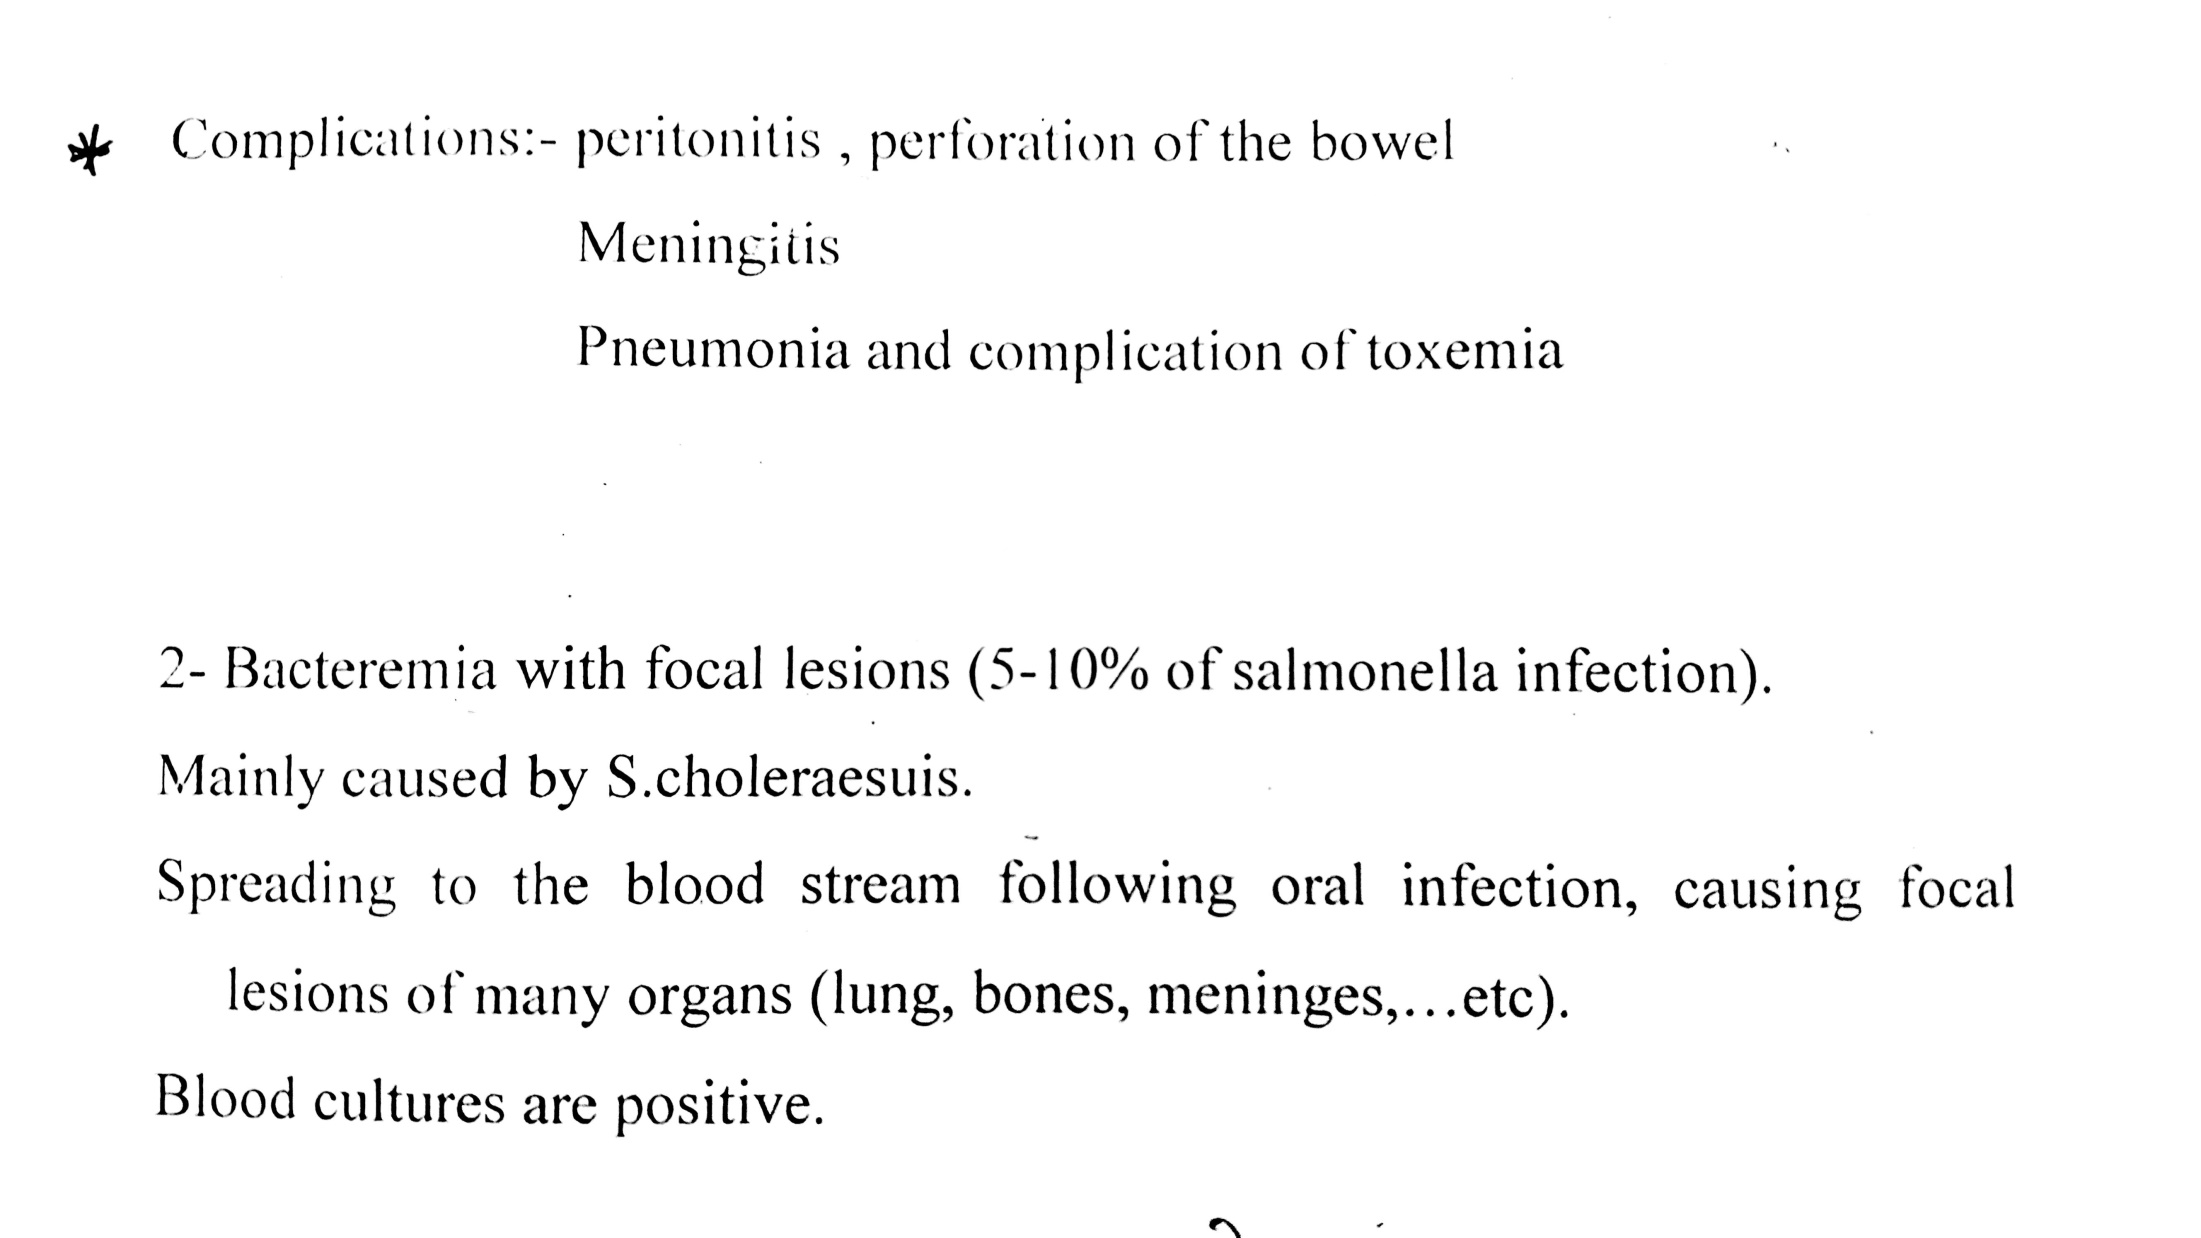 * Complications:- peritonitis , perforation of the bowel
Meningitis
Pneumonia and complication of toxemia
2- Bacteremia with focal lesions (5-10% of salmonella infection).
Mainly caused by S.choleraesuis.
Spreading to the blood stream following oral infection, causing focal
lesions of many organs (lung, bones, meninges,...etc).
Blood cultures are positive.